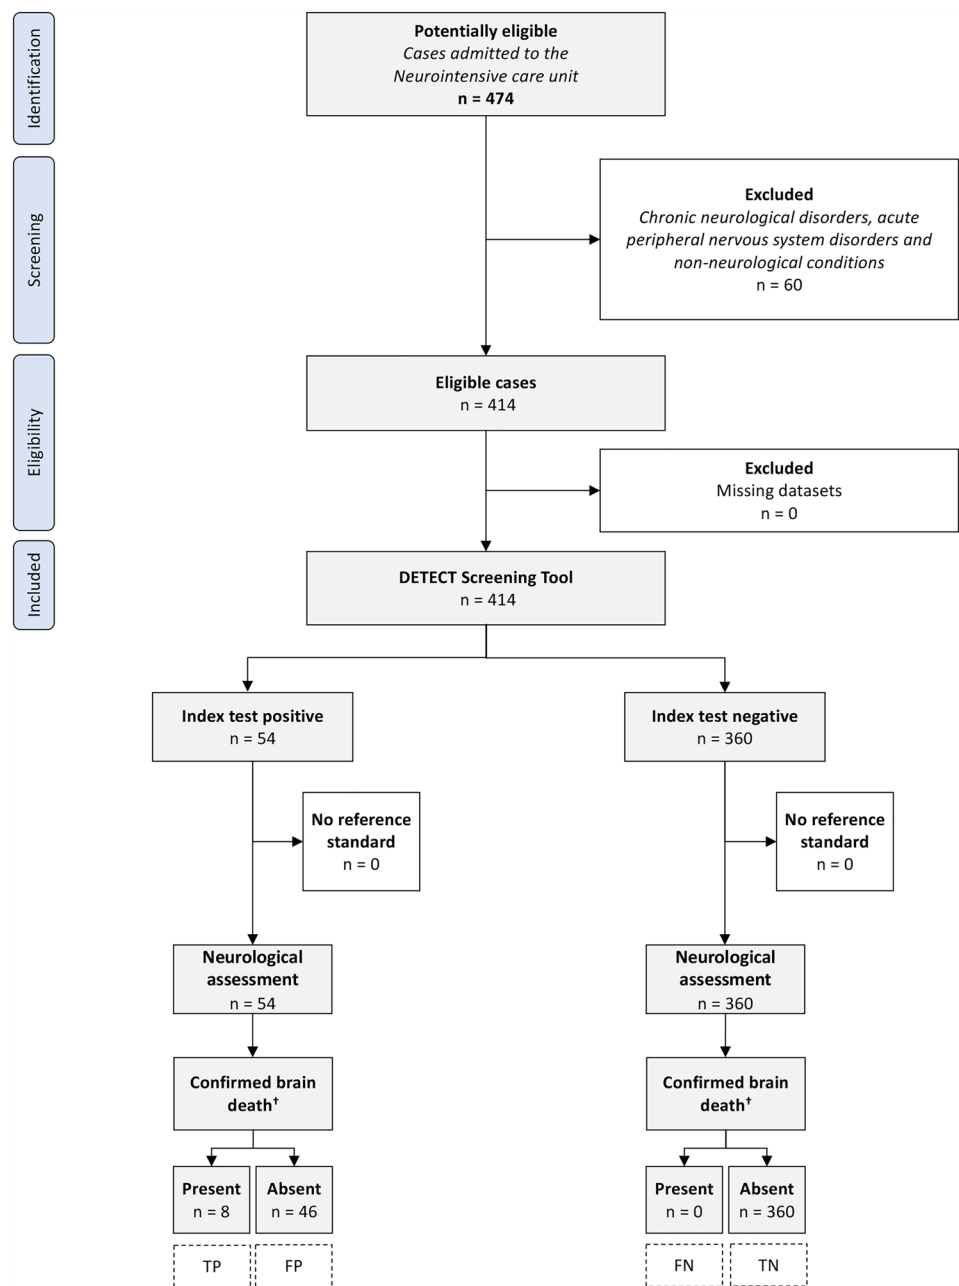 Identification
Potentially eligible
Cases admitted to the
Neurointensive care unit
n = 474
Screening
Excluded
Chronic neurological disorders, acute
peripheral nervous system disorders and
non-neurological conditions
n = 60
Eligibility
Eligible cases
n = 414
Excluded
Missing datasets
n = 0
Included
DETECT Screening Tool
n = 414
Index test positive
n = 54
Index test negative
n = 360
No reference
standard
n = 0
No reference
standard
n = 0
Neurological
assessment
n = 54
Neurological
assessment
n = 360
Confirmed brain
death†
Confirmed brain
death†
Present
n = 8
Absent
n = 46
Present
n = 0
Absent
n = 360
TP
FP
FN
TN